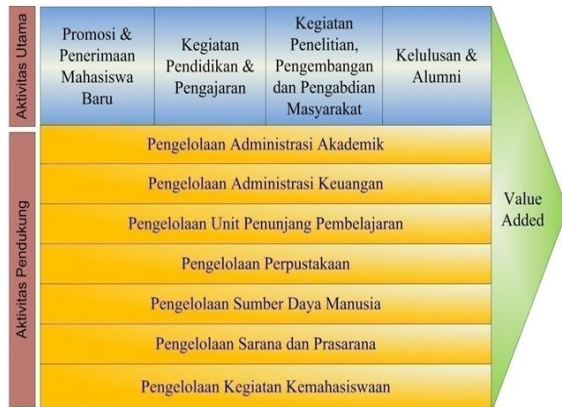 Aktivitas Utama
Promosi &
Penerimaan
Mahasiswa
Baru
Kegiatan
Pendidikan &
Pengajaran
Kegiatan
Penelitian,
Pengembangan
dan Pengabdian
Masyarakat
Kelulusan &
Alumni
Aktivitas Pendukung
Pengelolaan Administrasi Akademik
Pengelolaan Administrasi Keuangan
Pengelolaan Unit Penunjang Pembelajaran
Pengelolaan Perpustakaan
Pengelolaan Sumber Daya Manusia
Pengelolaan Sarana dan Prasarana
Pengelolaan Kegiatan Kemahasiswaan
Value
Added